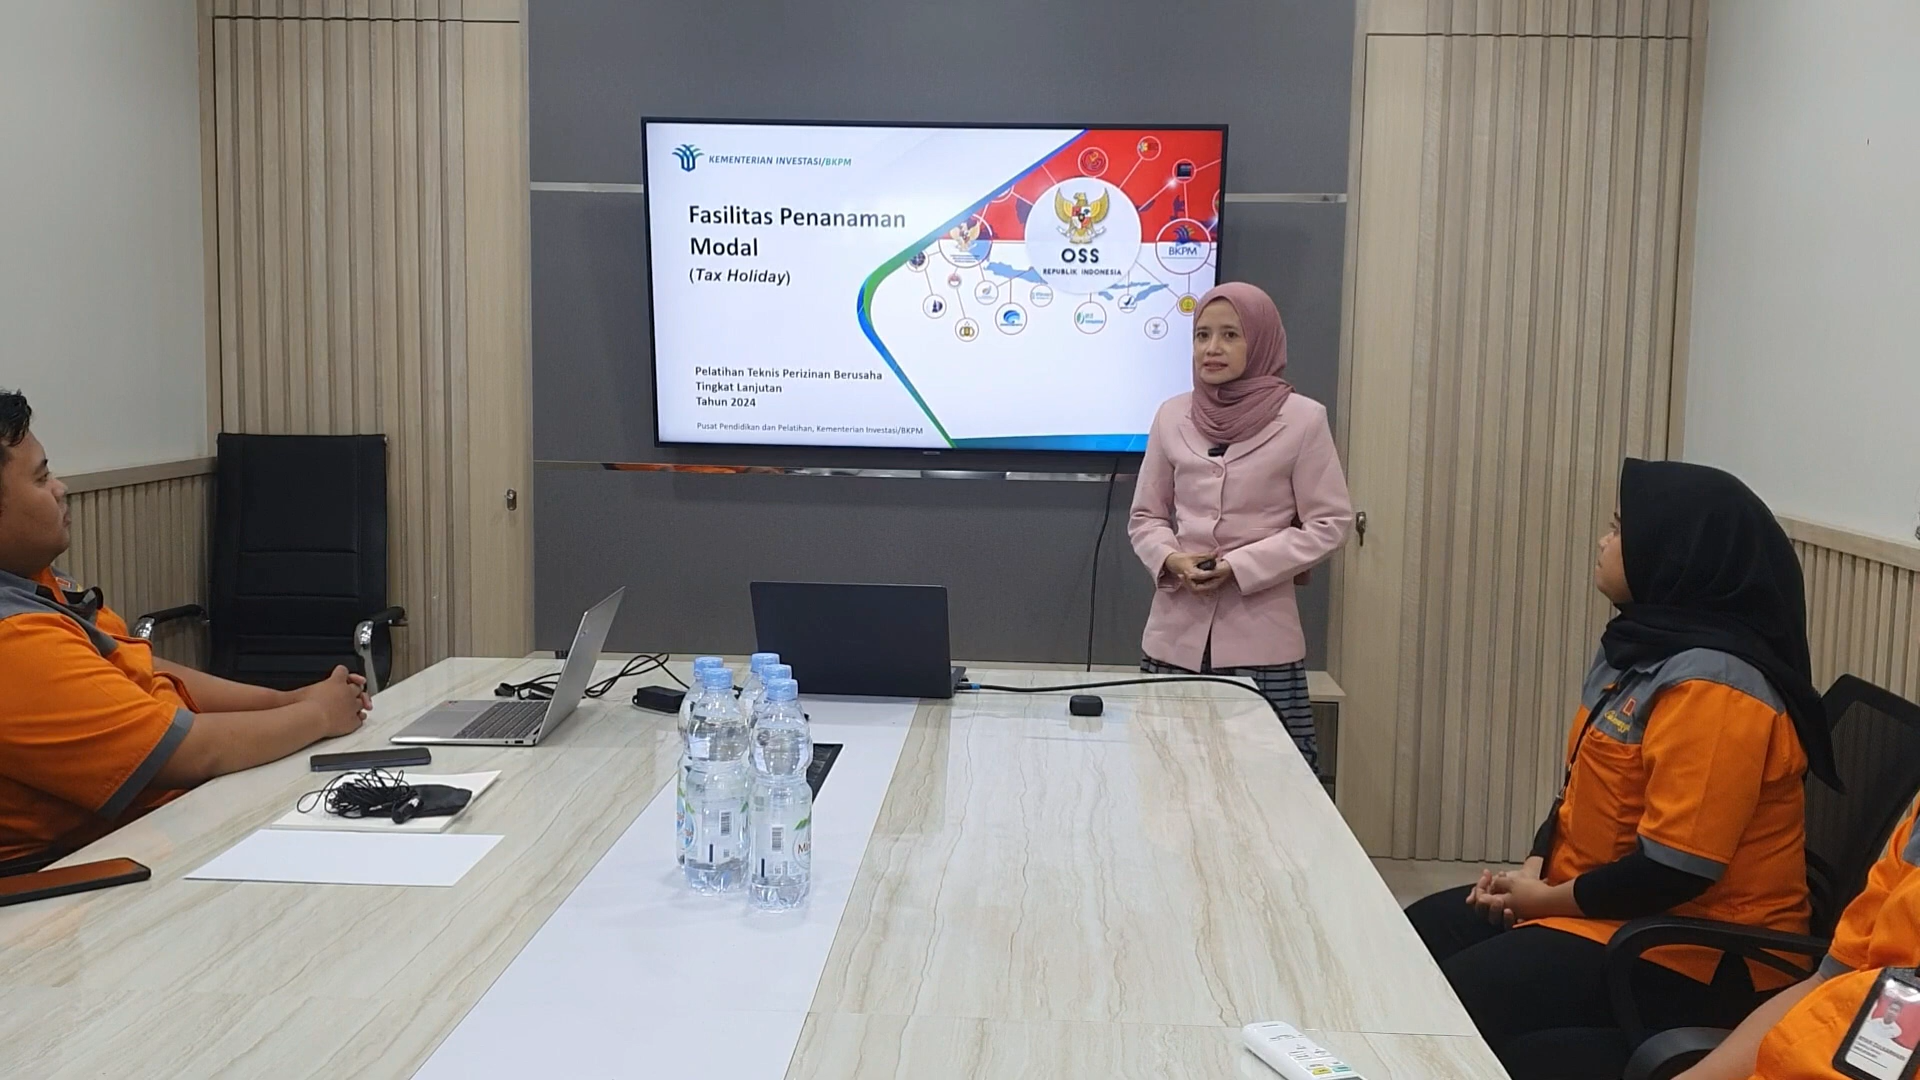 KEMENTERIAN INVESTASI/BKPM
Fasilitas Penanaman
Modal
(Tax Holiday)
OSS
REPUBLIK INDONESIA
BKPM
Pelatihan Teknis Perizinan Berusaha
Tingkat Lanjutan
Tahun 2024
Pusat Pendidikan dan Pelatihan, Kementerian Investasi/BKPM